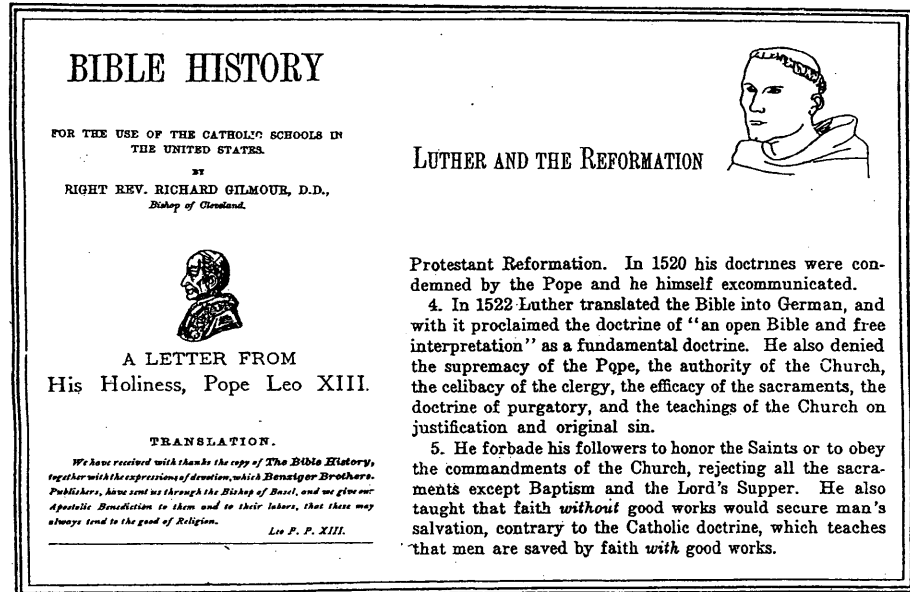 BIBLE HISTORY
FOR THE USE OF THE CATHOLIC SCHOOLS IN
THE UNITED STATES.
BY
RIGHT REV. RICHARD GILMOUR, D.D.,
Bishop of Cleveland.
A LETTER FROM
His Holiness, Pope Leo XIII.
TRANSLATION.
We have received with thanks the copy of The Bible History,
together with the expressions of devotion, which Benziger Brothers,
Publishers, have sent us through the Bishop of Basel, and we give our
Apostolic Benediction to them and to their labors, that these may
always tend to the good of Religion.
Leo P. P. XIII.
LUTHER AND THE REFORMATION
Protestant Reformation. In 1520 his doctrines were con-
demned by the Pope and he himself excommunicated.
4. In 1522 Luther translated the Bible into German, and
with it proclaimed the doctrine of "an open Bible and free
interpretation" as a fundamental doctrine. He also denied
the supremacy of the Pope, the authority of the Church,
the celibacy of the clergy, the efficacy of the sacraments, the
doctrine of purgatory, and the teachings of the Church on
justification and original sin.
5. He forbade his followers to honor the Saints or to obey
the commandments of the Church, rejecting all the sacra-
ments except Baptism and the Lord's Supper. He also
taught that faith without good works would secure man's
salvation, contrary to the Catholic doctrine, which teaches
that men are saved by faith with good works.